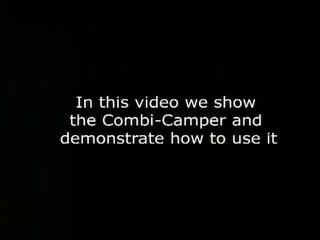 In this video we show
the Combi-Camper and
demonstrate how to use it